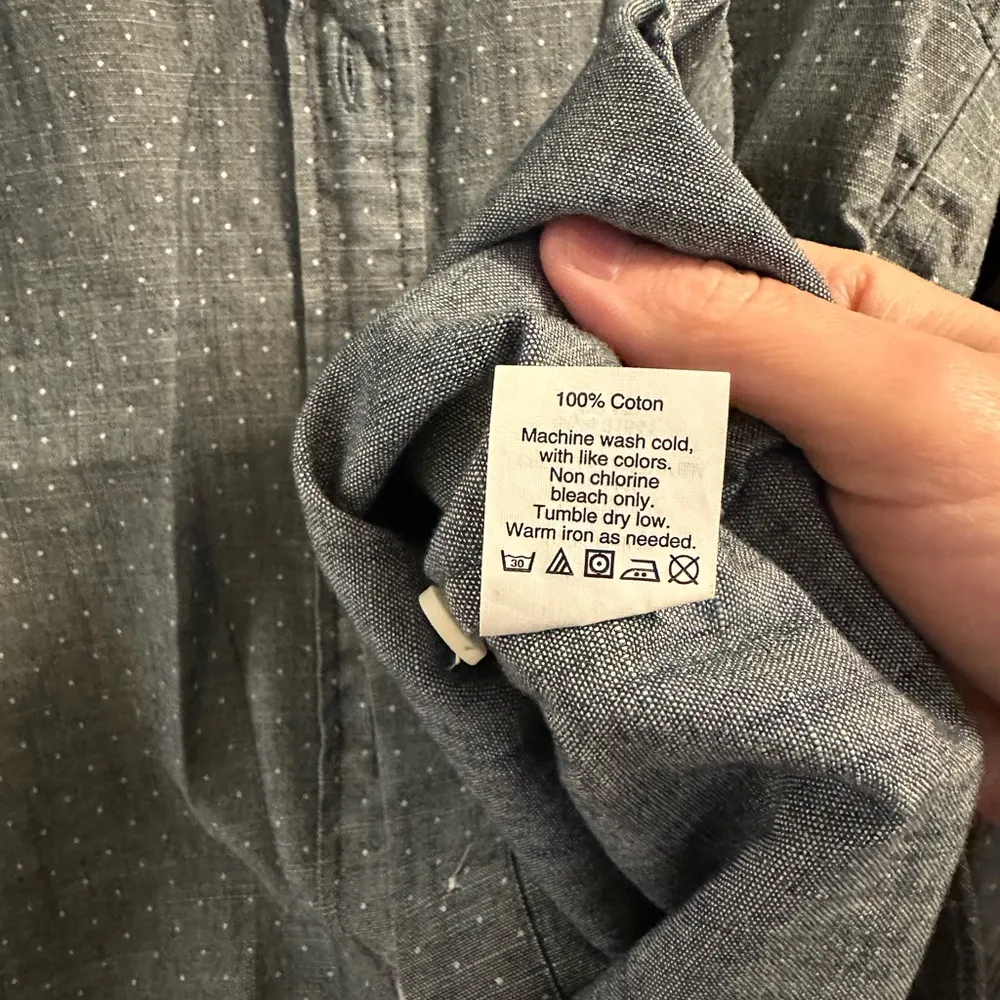 100% Coton
Machine wash cold,
with like colors.
Non chlorine
bleach only.
Tumble dry low.
Warm iron as needed.
30